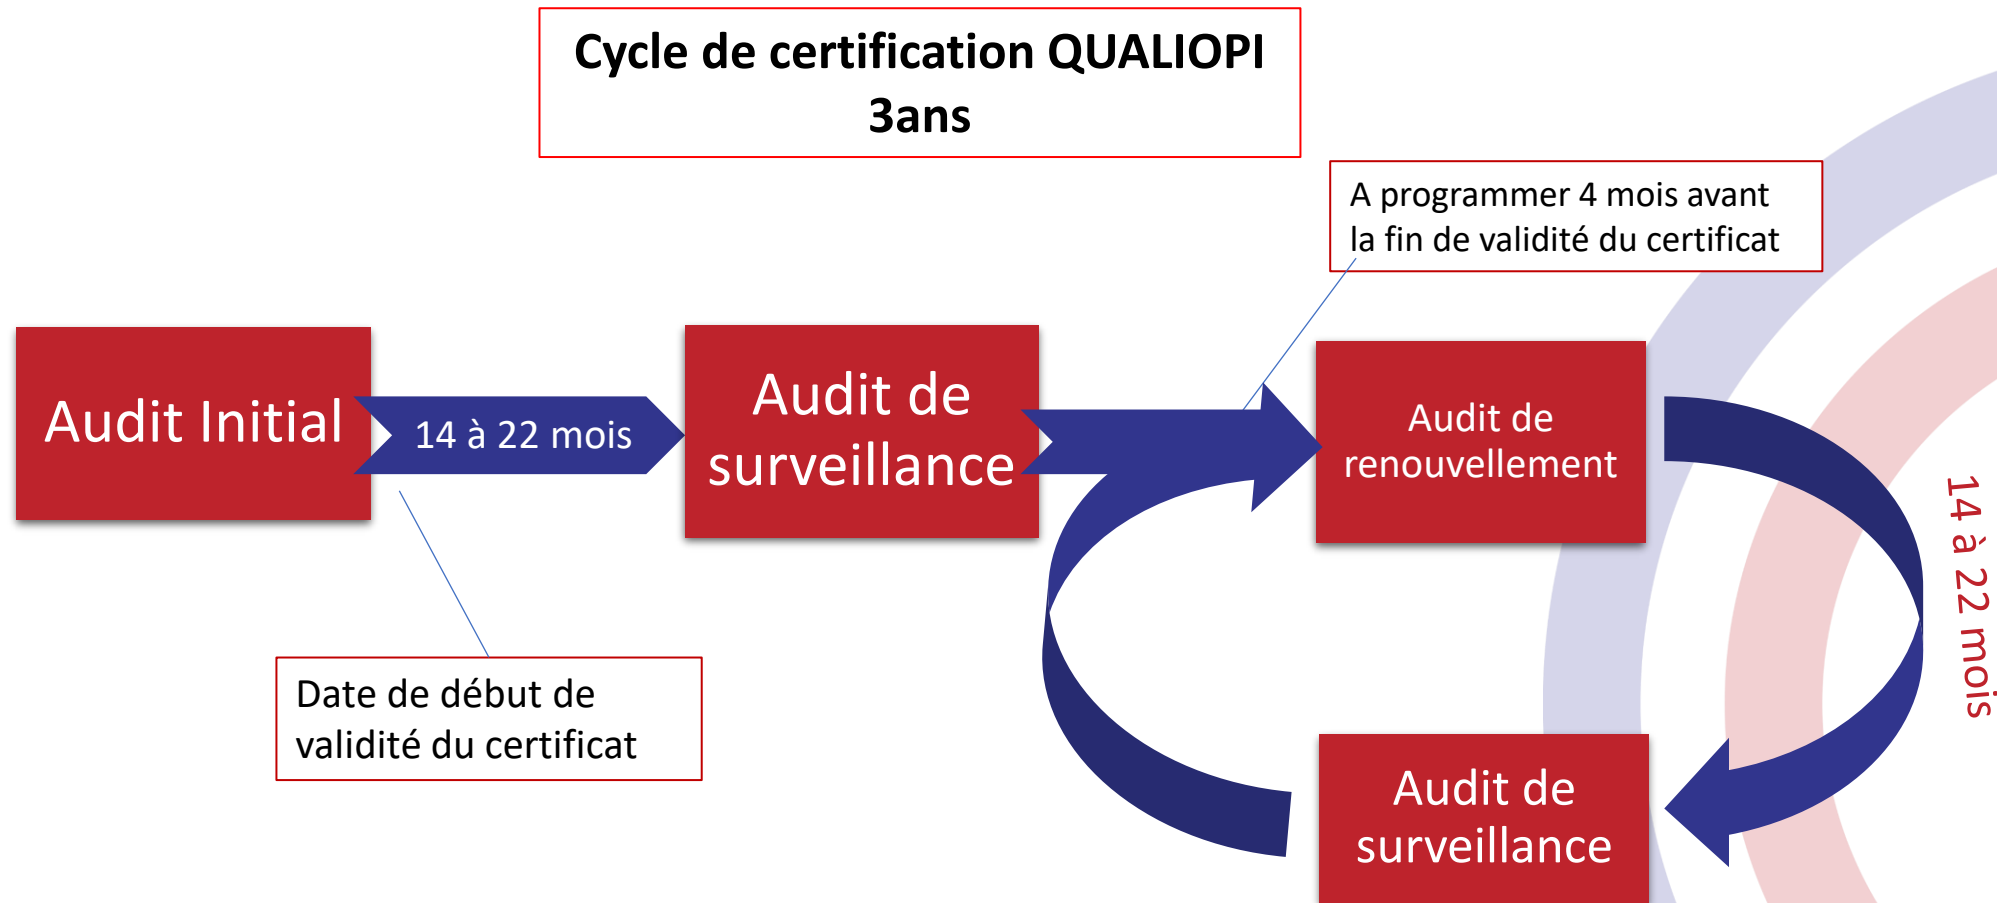 Cycle de certification QUALIOPI
3ans
A programmer 4 mois avant
la fin de validité du certificat
Audit Initial
14 à 22 mois
Audit de
surveillance
Audit de
renouvellement
14 à 22 mois
Date de début de
validité du certificat
Audit de
surveillance